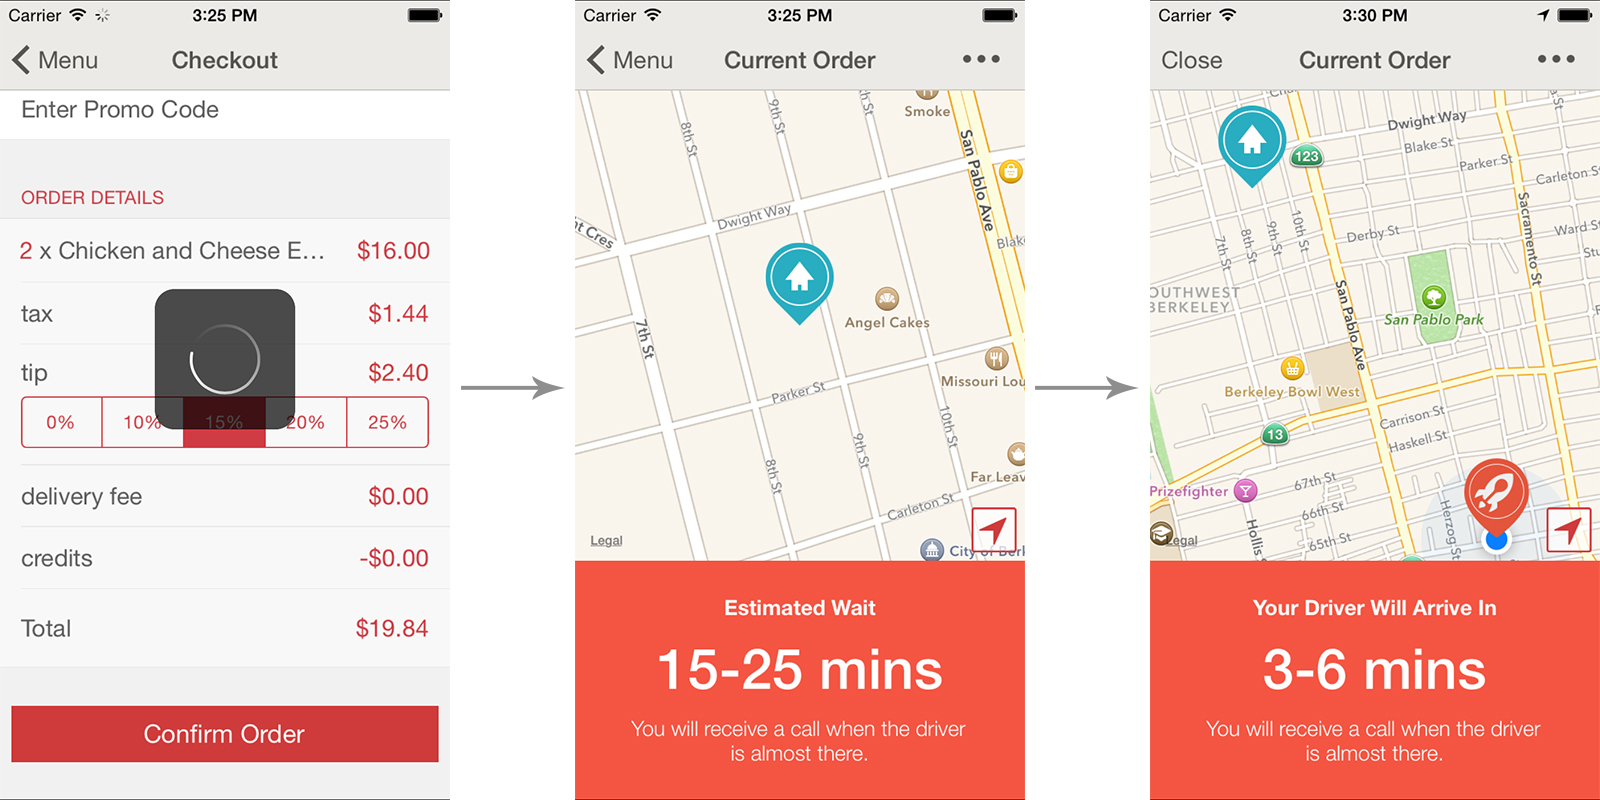 Carrier 3:25 PM
Menu Checkout
Enter Promo Code
ORDER DETAILS
2 x Chicken and Cheese E... $16.00
tax $1.44
tip $2.40
0% 10% 15% 20% 25%
delivery fee $0.00
credits -$0.00
Total $19.84
Confirm Order
Carrier 3:25 PM
Menu Current Order •••
Smoke
8th St
9th St
San Pablo Ave
Dwight Way
Blake
7th St
Angel Cakes
Missouri Lou
Parker St
10th St
9th St
8th St
Far Leav
Carleton St
Legal
City of Berk
Estimated Wait
15-25 mins
You will receive a call when the driver
is almost there.
Carrier 3:30 PM
Close Current Order •••
Dwight Way
123
Blake St
Parker St
Carleton St
Sacramento St
7th St
8th St
9th St
10th St
Derby St
Ward St
OUTHWEST
BERKELEY
San Pablo Ave
San Pablo Park
Berkeley Bowl West
Carrison St
13
Haskell St
Prizefighter
67th St
66th St
65th St
Hollis
Herzog St
Legal
Your Driver Will Arrive In
3-6 mins
You will receive a call when the driver
is almost there.